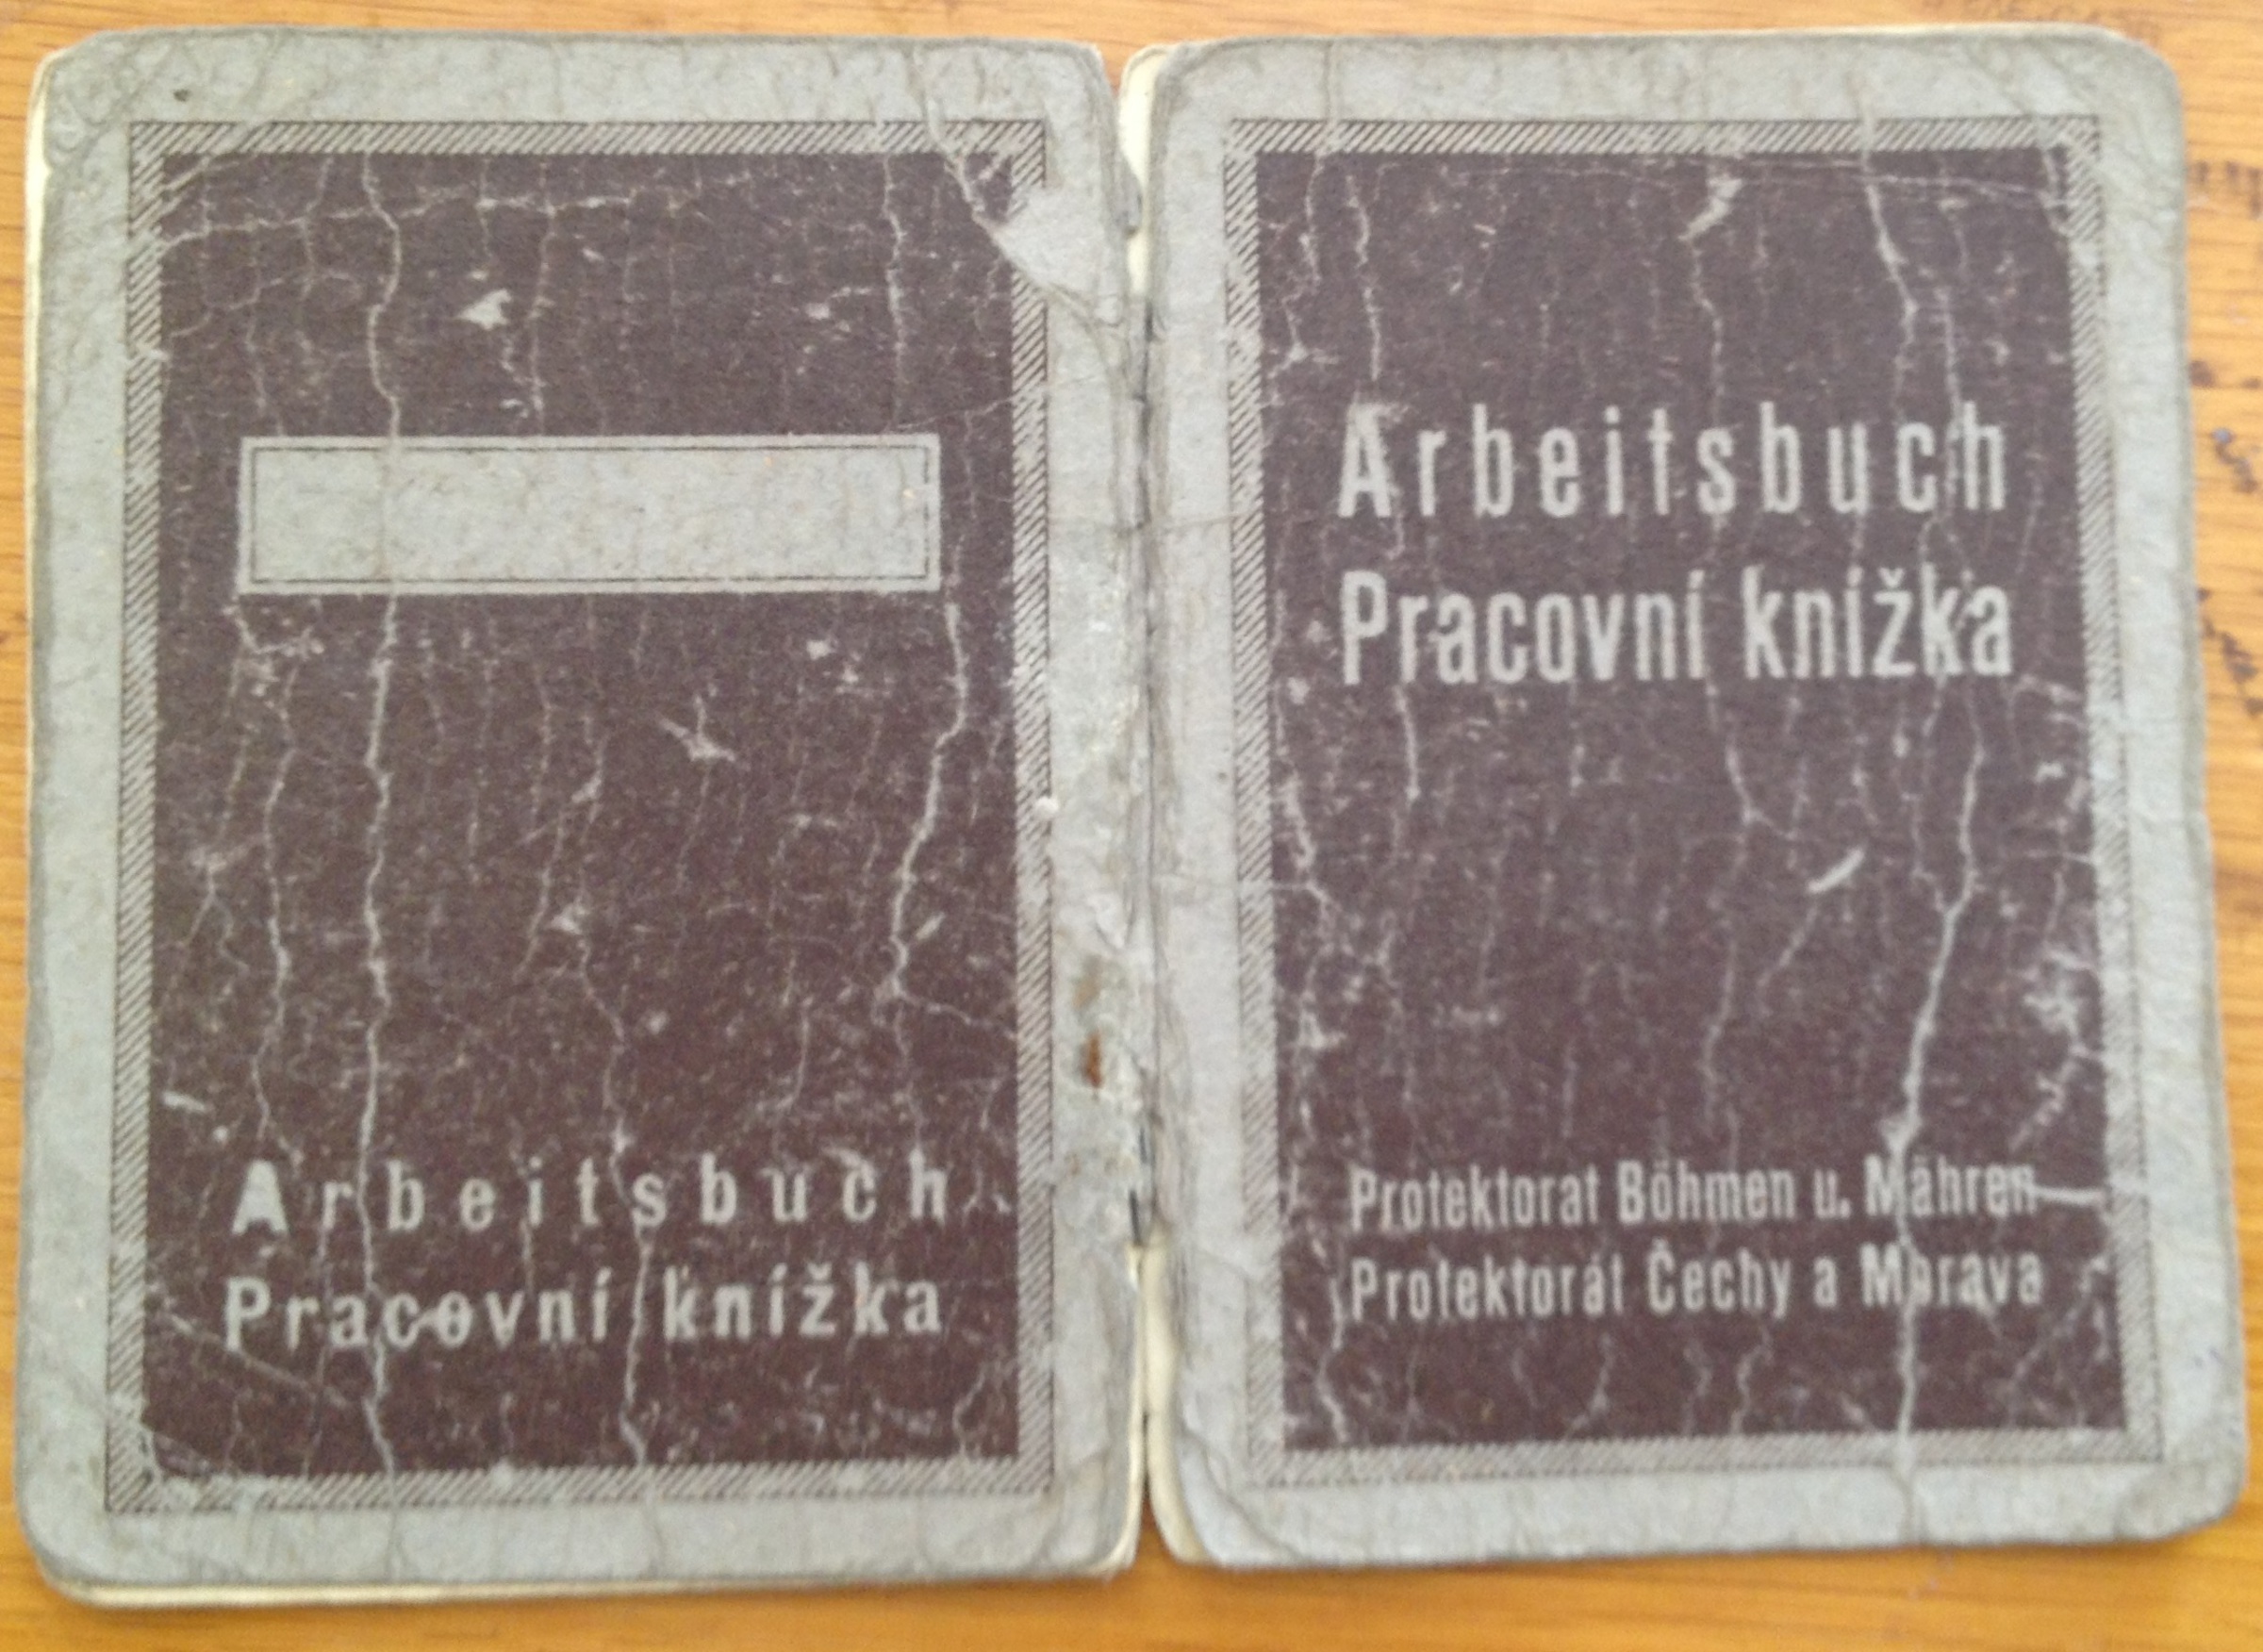 Arbeitsbuch
Pracovní knížka
Arbeitsbuch
Pracovní knížka
Protektorat Böhmen u. Mähren
Protektorát Čechy a Morava